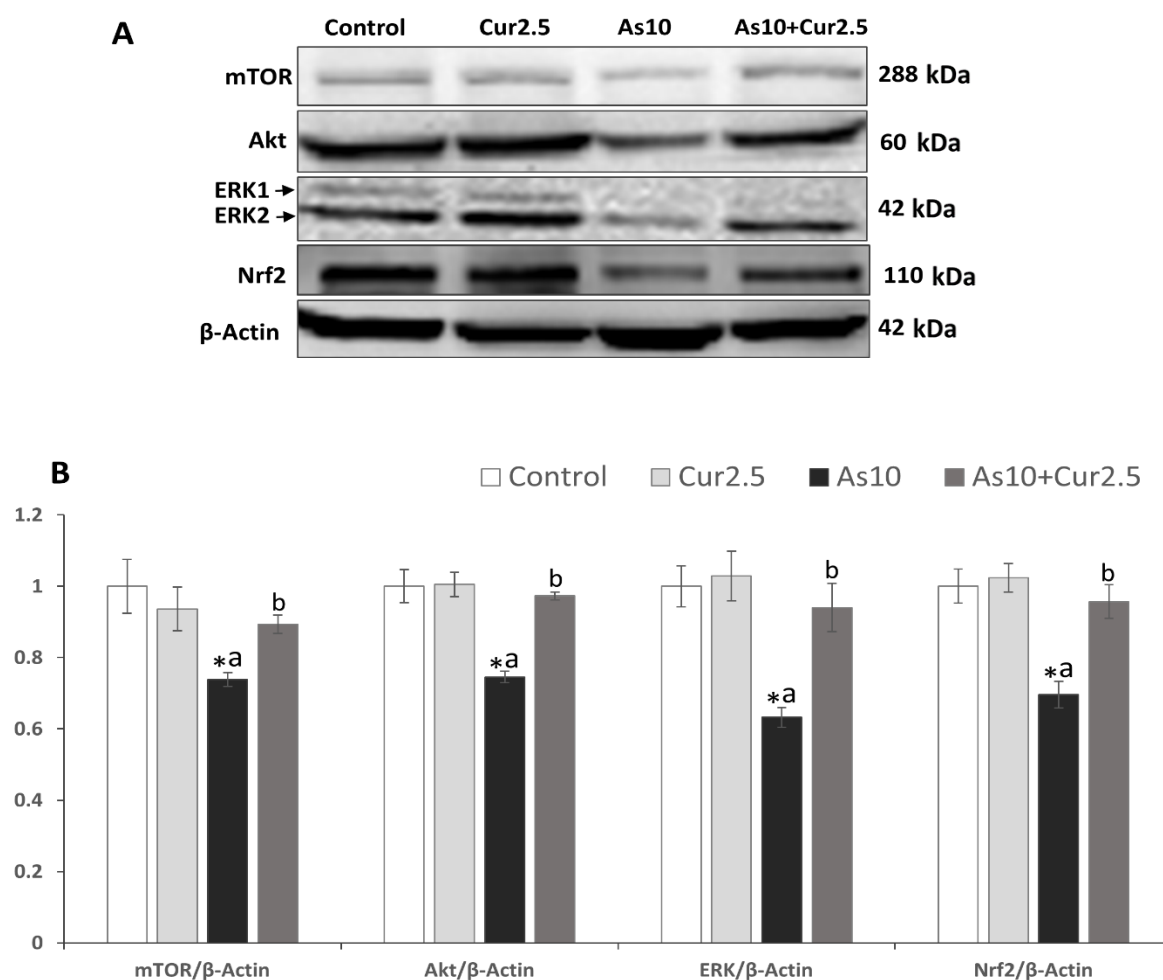 A
Control Cur2.5 As10 As10+Cur2.5
mTOR 288 kDa
Akt 60 kDa
ERK1
ERK2 42 kDa
Nrf2 110 kDa
β-Actin 42 kDa
B
Control Cur2.5 As10 As10+Cur2.5
1.2
1
0.8
0.6
0.4
0.2
0
b
*a
b
*a
b
*a
b
*a
mTOR/β-Actin Akt/β-Actin ERK/β-Actin Nrf2/β-Actin